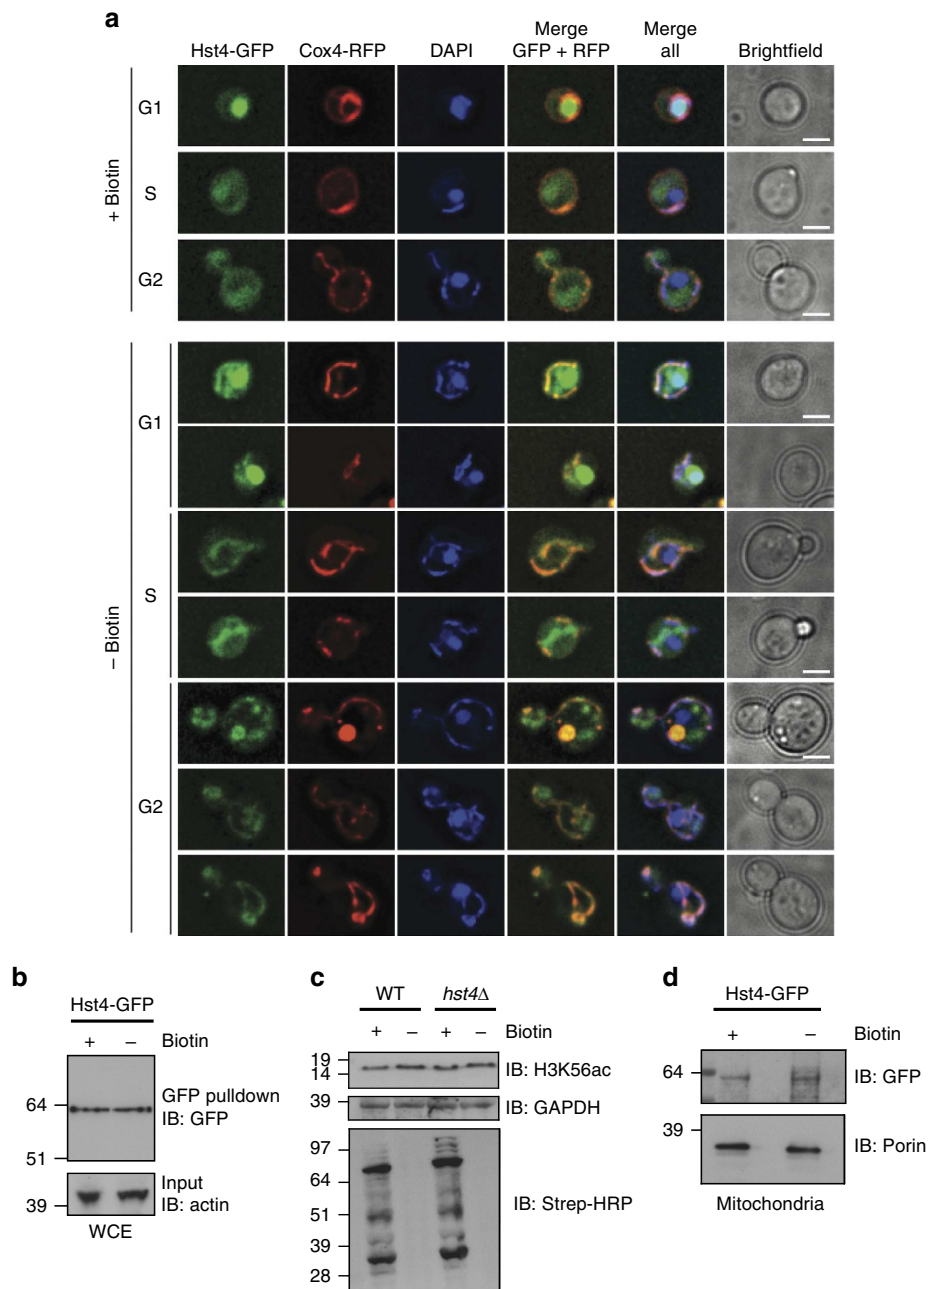 a
Hst4-GFP Cox4-RFP DAPI Merge GFP + RFP Merge all Brightfield
+ Biotin
G1
S
G2
– Biotin
G1
S
G2
b
Hst4-GFP
+ – Biotin
64
51
GFP pulldown
IB: GFP
39
Input
IB: actin
WCE
c
WT hst4Δ
+ – + – Biotin
19
14
IB: H3K56ac
39
IB: GAPDH
97
64
51
39
28
IB: Strep-HRP
d
Hst4-GFP
+ – Biotin
64
IB: GFP
39
IB: Porin
Mitochondria